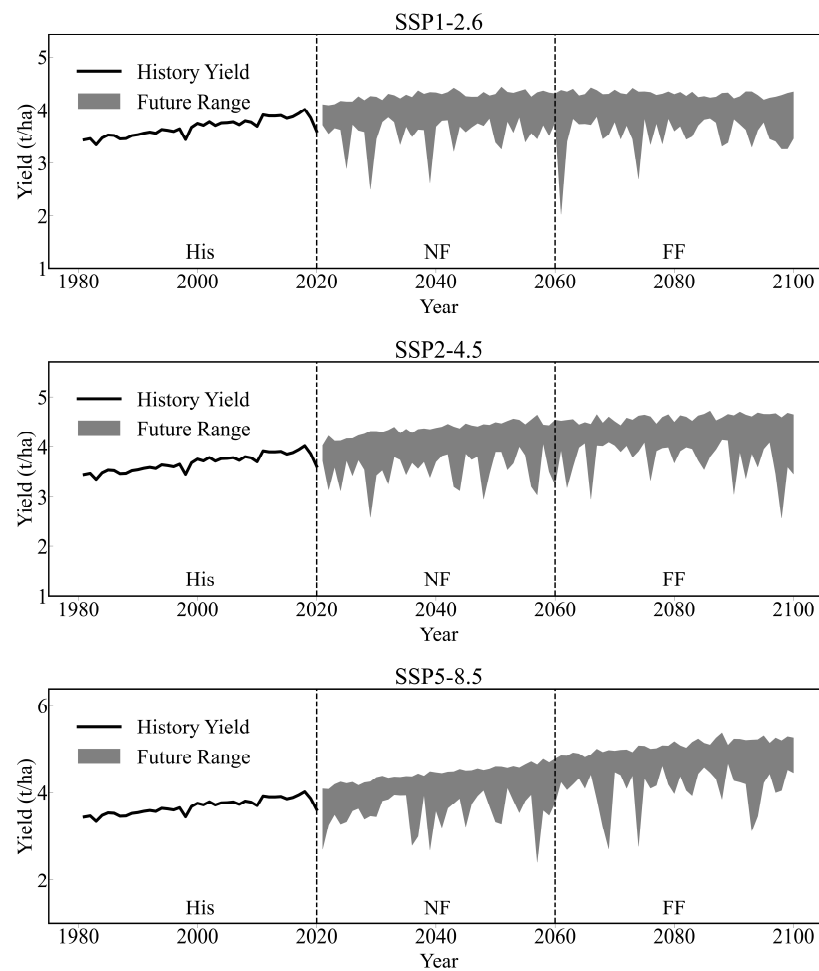 SSP1-2.6
5
4
3
2
1
Yield (t/ha)
History Yield
Future Range
His NF FF
1980 2000 2020 2040 2060 2080 2100
Year
SSP2-4.5
5
4
3
2
1
Yield (t/ha)
History Yield
Future Range
His NF FF
1980 2000 2020 2040 2060 2080 2100
Year
SSP5-8.5
6
4
2
Yield (t/ha)
History Yield
Future Range
His NF FF
1980 2000 2020 2040 2060 2080 2100
Year